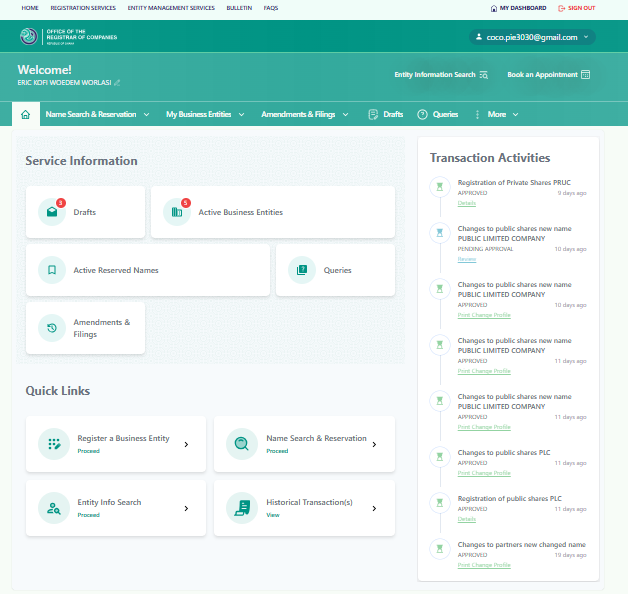 HOME REGISTRATION SERVICES ENTITY MANAGEMENT SERVICES BULLETIN FAQS MY DASHBOARD SIGN OUT
OFFICE OF THE
REGISTRAR OF COMPANIES
REPUBLIC OF GHANA
coco.pie3030@gmail.com
Welcome!
ERIC KOFI WOEDEM WORLASI
Entity Information Search Book an Appointment
Name Search & Reservation My Business Entities Amendments & Filings Drafts Queries More
Service Information
3
Drafts
5
Active Business Entities
Active Reserved Names
Queries
Amendments &
Filings
Quick Links
Register a Business Entity
Proceed
Name Search & Reservation
Proceed
Entity Info Search
Proceed
Historical Transaction(s)
View
Transaction Activities
Registration of Private Shares PRUC
APPROVED 9 days ago
Details
Changes to public shares new name
PUBLIC LIMITED COMPANY
PENDING APPROVAL 10 days ago
Review
Changes to public shares new name
PUBLIC LIMITED COMPANY
APPROVED 10 days ago
Print Change Profile
Changes to public shares new name
PUBLIC LIMITED COMPANY
APPROVED 11 days ago
Print Change Profile
Changes to public shares new name
PUBLIC LIMITED COMPANY
APPROVED 11 days ago
Print Change Profile
Changes to public shares PLC
APPROVED 11 days ago
Print Change Profile
Registration of public shares PLC
APPROVED 11 days ago
Details
Changes to partners new changed name
APPROVED 19 days ago
Print Change Profile